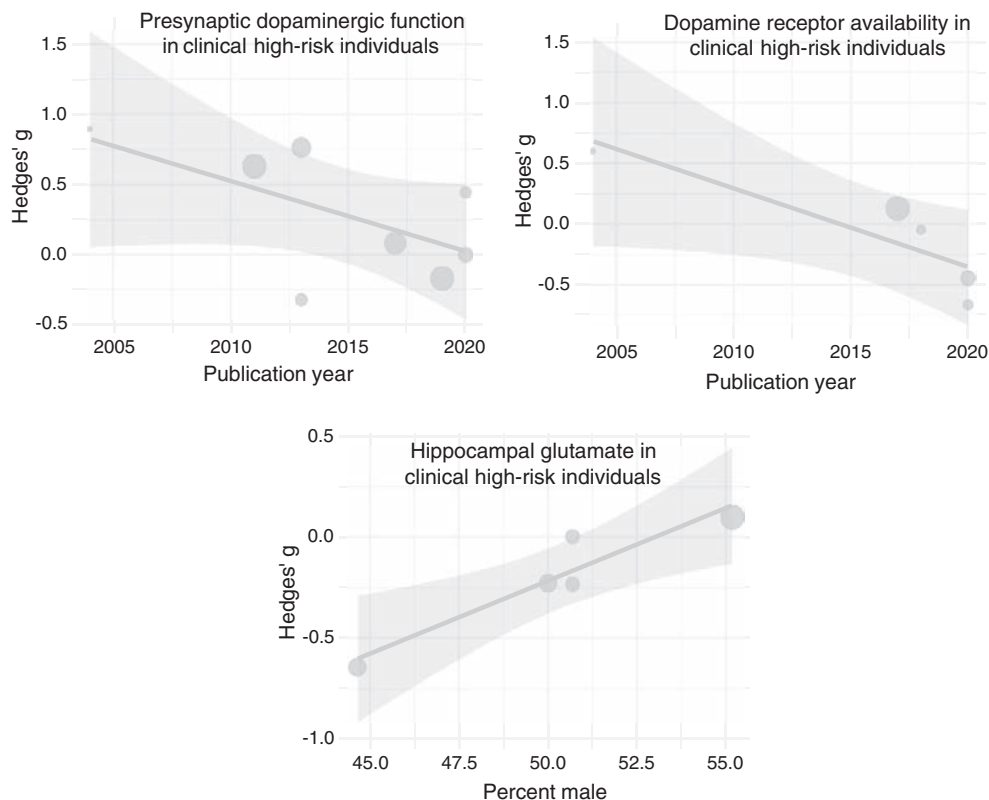 Presynaptic dopaminergic function
in clinical high-risk individuals
1.5
1.0
0.5
0.0
-0.5
Hedges' g
2005 2010 2015 2020
Publication year
Dopamine receptor availability in
clinical high-risk individuals
1.5
1.0
0.5
0.0
-0.5
Hedges' g
2005 2010 2015 2020
Publication year
Hippocampal glutamate in
clinical high-risk individuals
0.5
0.0
-0.5
-1.0
Hedges' g
45.0 47.5 50.0 52.5 55.0
Percent male